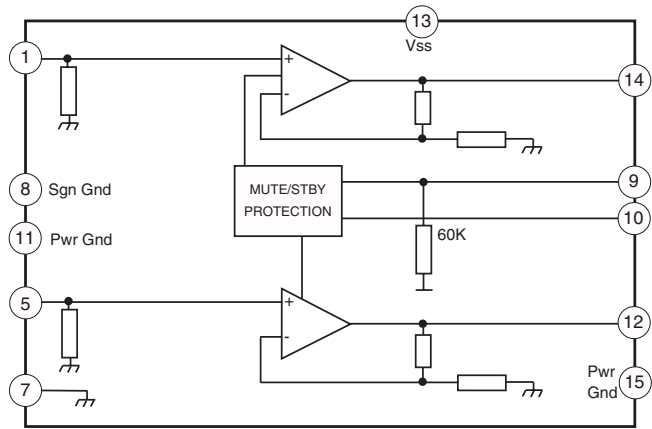 13
Vss
1
+
-
14
8 Sgn Gnd
MUTE/STBY
PROTECTION
9
10
11 Pwr Gnd
60K
5
+
-
12
7
Pwr
Gnd 15